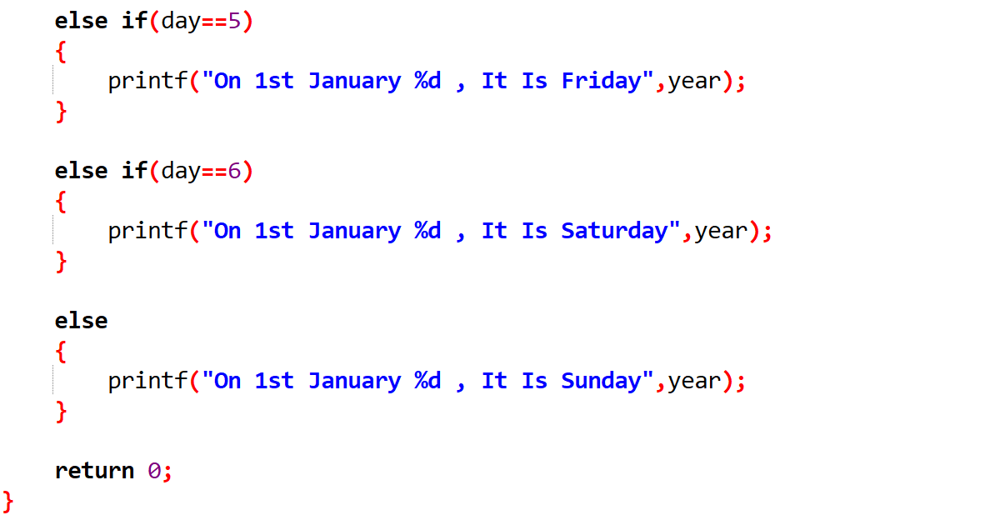 else if(day==5)
{
printf("On 1st January %d , It Is Friday",year);
}
else if(day==6)
{
printf("On 1st January %d , It Is Saturday",year);
}
else
{
printf("On 1st January %d , It Is Sunday",year);
}
return 0;
}